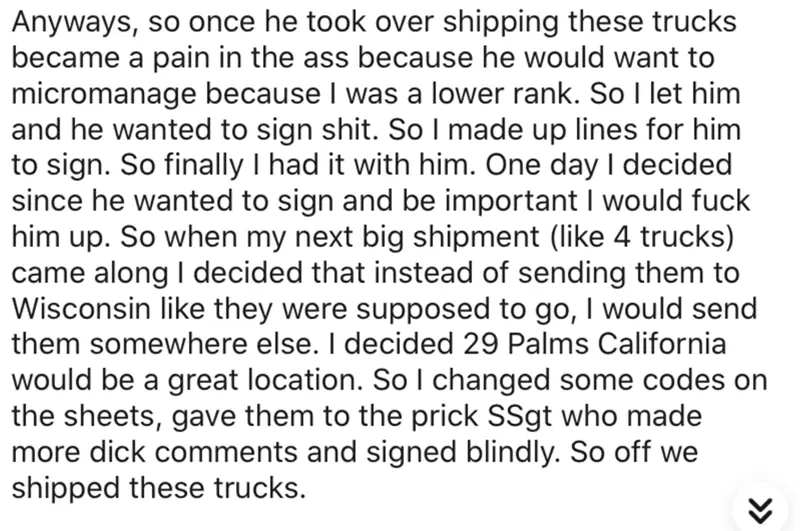 Anyways, so once he took over shipping these trucks
became a pain in the ass because he would want to
micromanage because I was a lower rank. So I let him
and he wanted to sign shit. So I made up lines for him
to sign. So finally I had it with him. One day I decided
since he wanted to sign and be important I would fuck
him up. So when my next big shipment (like 4 trucks)
came along I decided that instead of sending them to
Wisconsin like they were supposed to go, I would send
them somewhere else. I decided 29 Palms California
would be a great location. So I changed some codes on
the sheets, gave them to the prick SSgt who made
more dick comments and signed blindly. So off we
shipped these trucks.